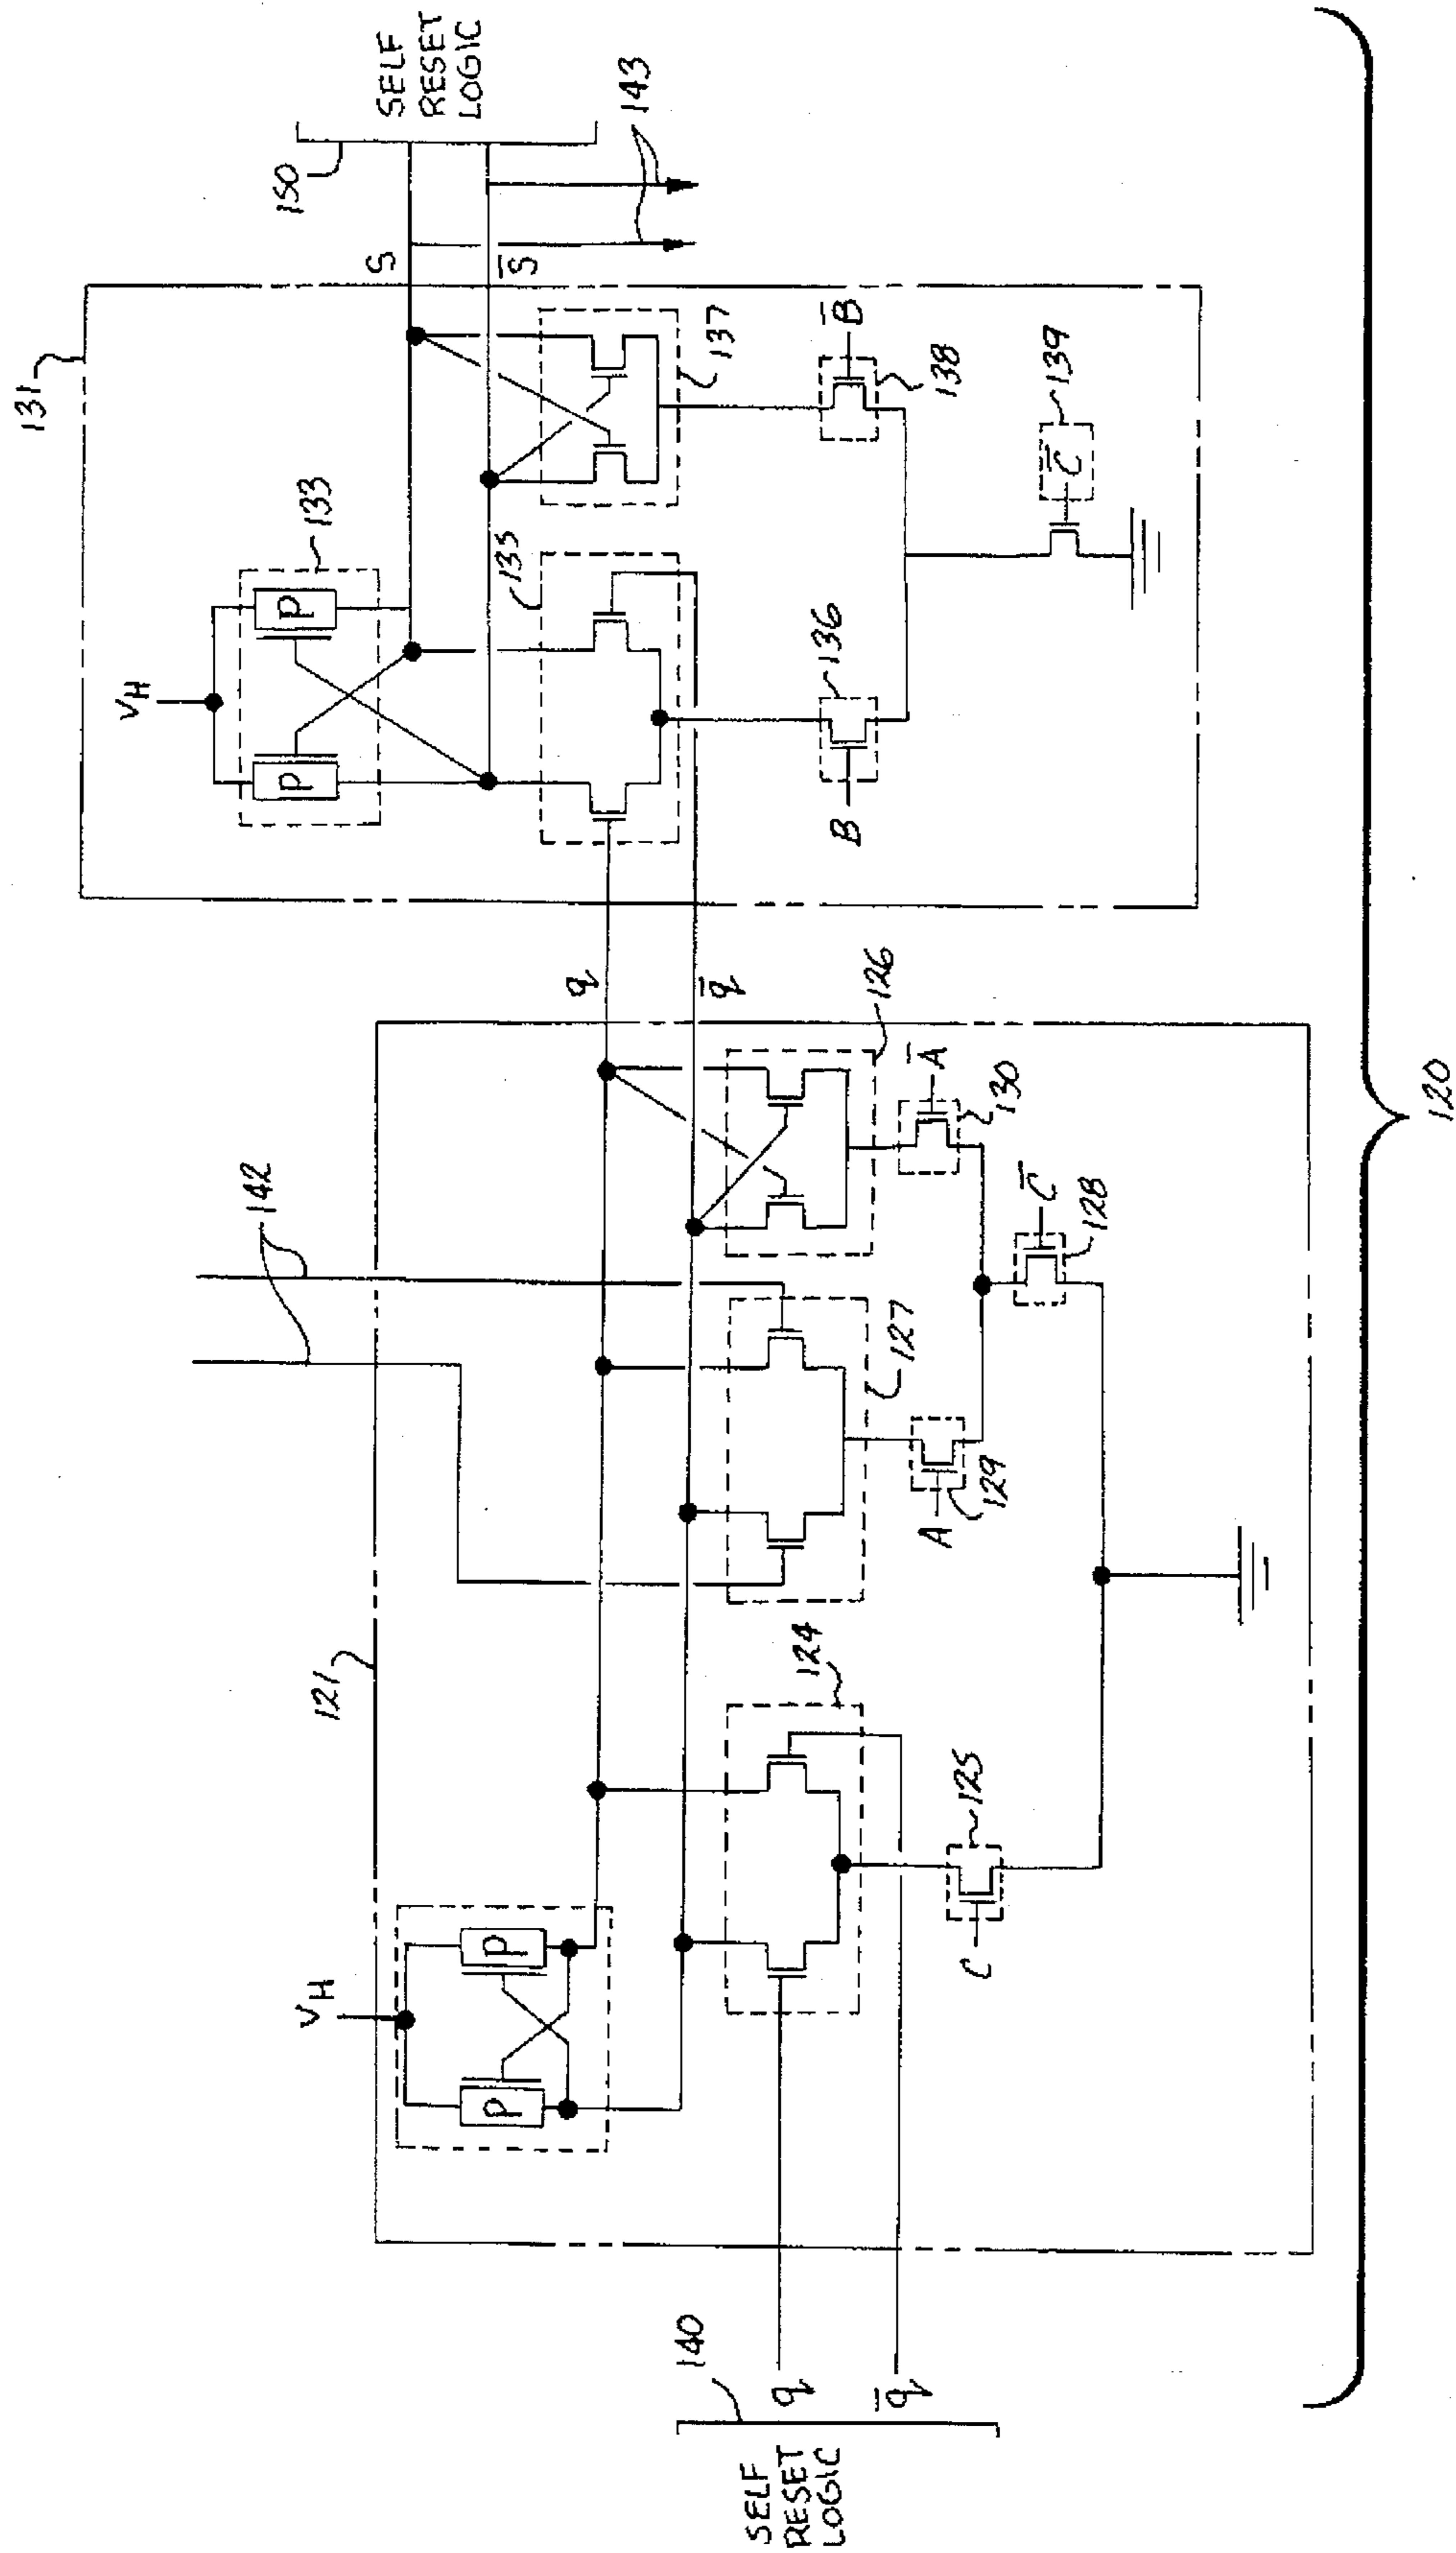 131
VH
133
135
137
136
138
B
B̅
139
C̅
S
S̅
150
143
SELF
RESET
LOGIC
121
VH
142
q
q̅
124
127
126
125
C
A
129
A̅
130
C̅
128
140
q
q̅
SELF
RESET
LOGIC
P
P
P
P
120